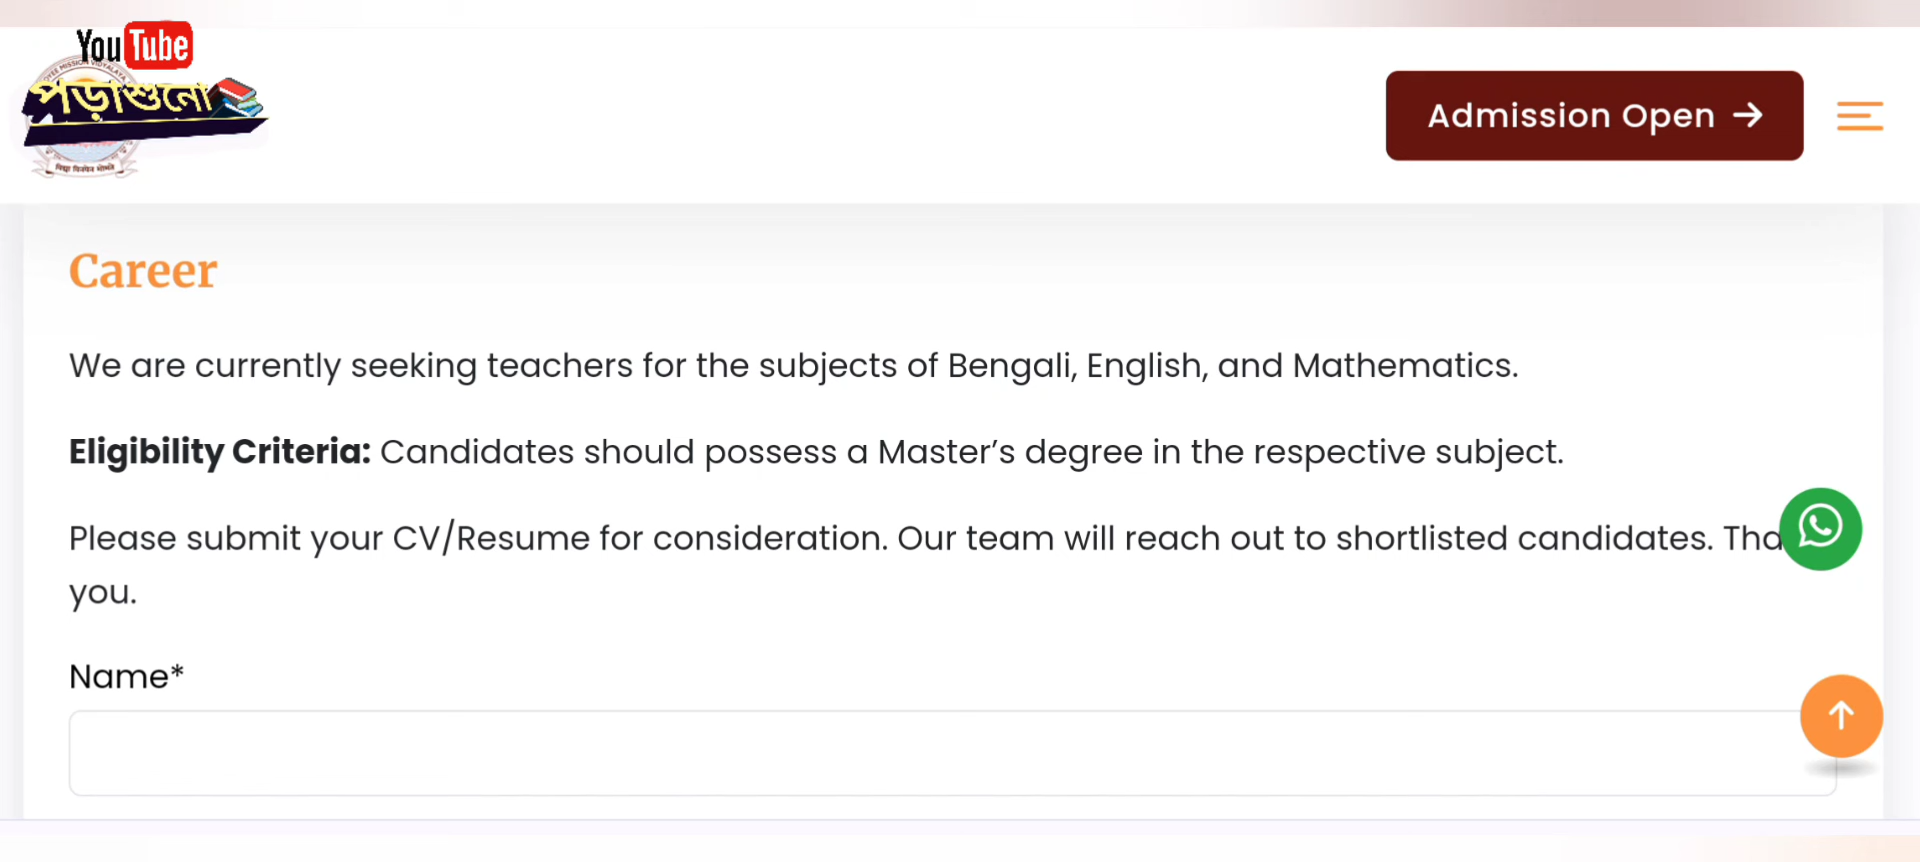 YouTube
পড়াশুনো
Admission Open
Career
We are currently seeking teachers for the subjects of Bengali, English, and Mathematics.
Eligibility Criteria: Candidates should possess a Master’s degree in the respective subject.
Please submit your CV/Resume for consideration. Our team will reach out to shortlisted candidates.
you.
Name*